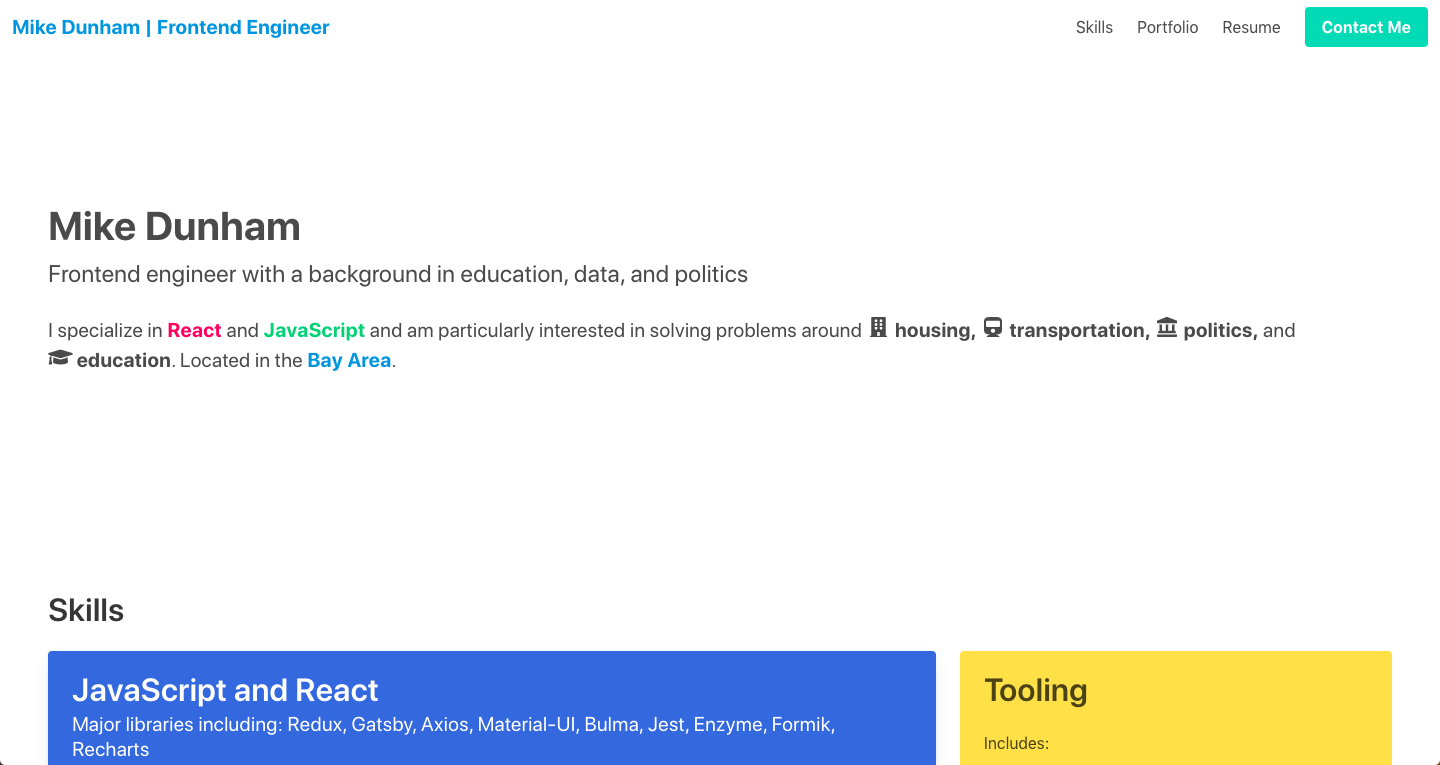 Mike Dunham | Frontend Engineer
Skills
Portfolio
Resume
Contact Me
Mike Dunham
Frontend engineer with a background in education, data, and politics
I specialize in React and JavaScript and am particularly interested in solving problems around housing, transportation, politics, and
education. Located in the Bay Area.
Skills
JavaScript and React
Major libraries including: Redux, Gatsby, Axios, Material-UI, Bulma, Jest, Enzyme, Formik,
Recharts
Tooling
Includes: